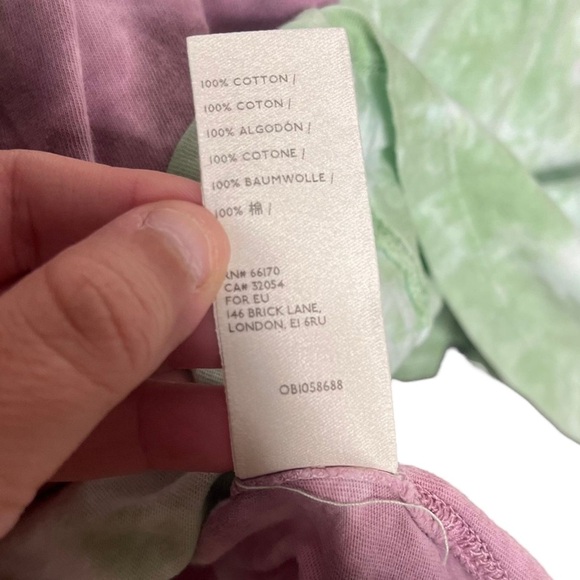 100% COTTON /
100% COTON /
100% ALGODÓN /
100% COTONE /
100% BAUMWOLLE /
100% 棉 /
RN# 66170
CA# 32054
FOR EU
146 BRICK LANE,
LONDON, E1 6RU
OB1058688